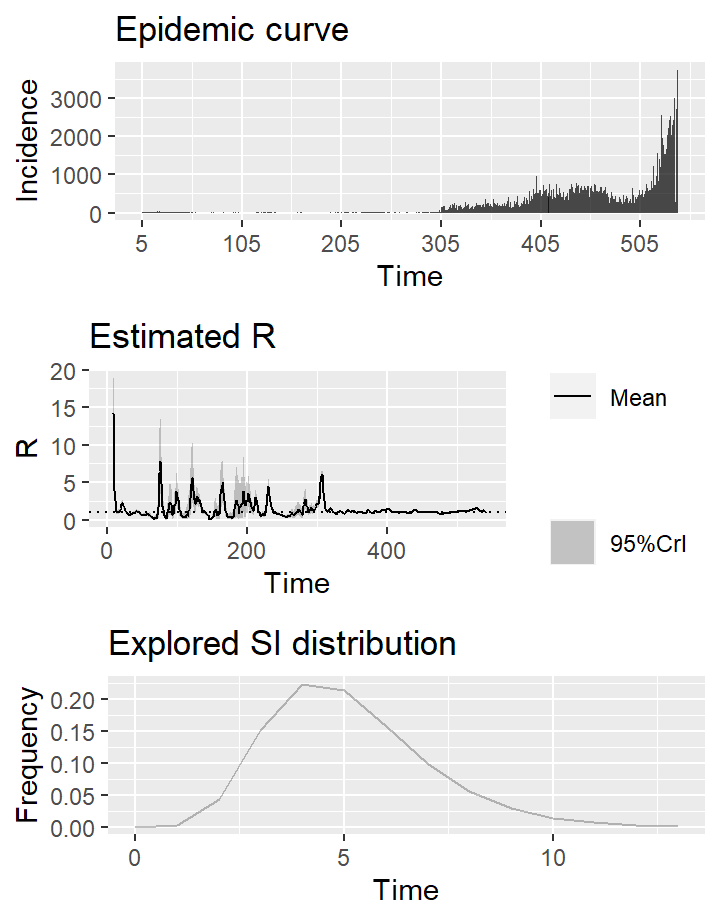 Epidemic curve
Incidence
3000
2000
1000
0
5 105 205 305 405 505
Time
Estimated R
R
20
15
10
5
0
0 200 400
Time
Mean
95%CrI
Explored SI distribution
Frequency
0.20
0.15
0.10
0.05
0.00
0 5 10
Time